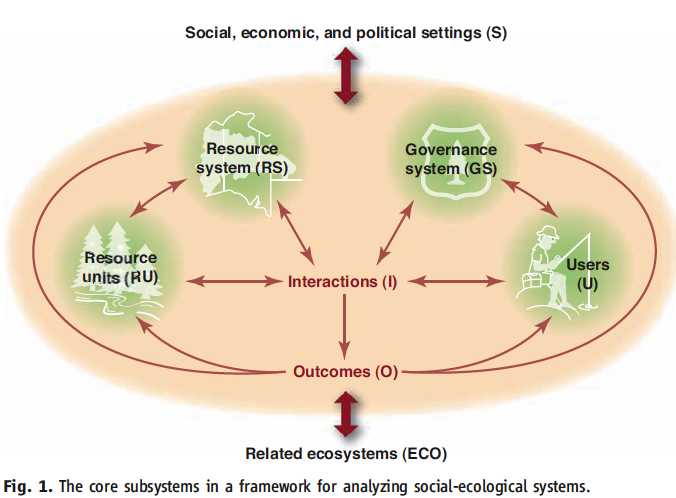 Social, economic, and political settings (S)
Resource
system (RS)
Governance
system (GS)
Resource
units (RU)
Interactions (I)
Users
(U)
Outcomes (O)
Related ecosystems (ECO)
Fig. 1. The core subsystems in a framework for analyzing social-ecological systems.